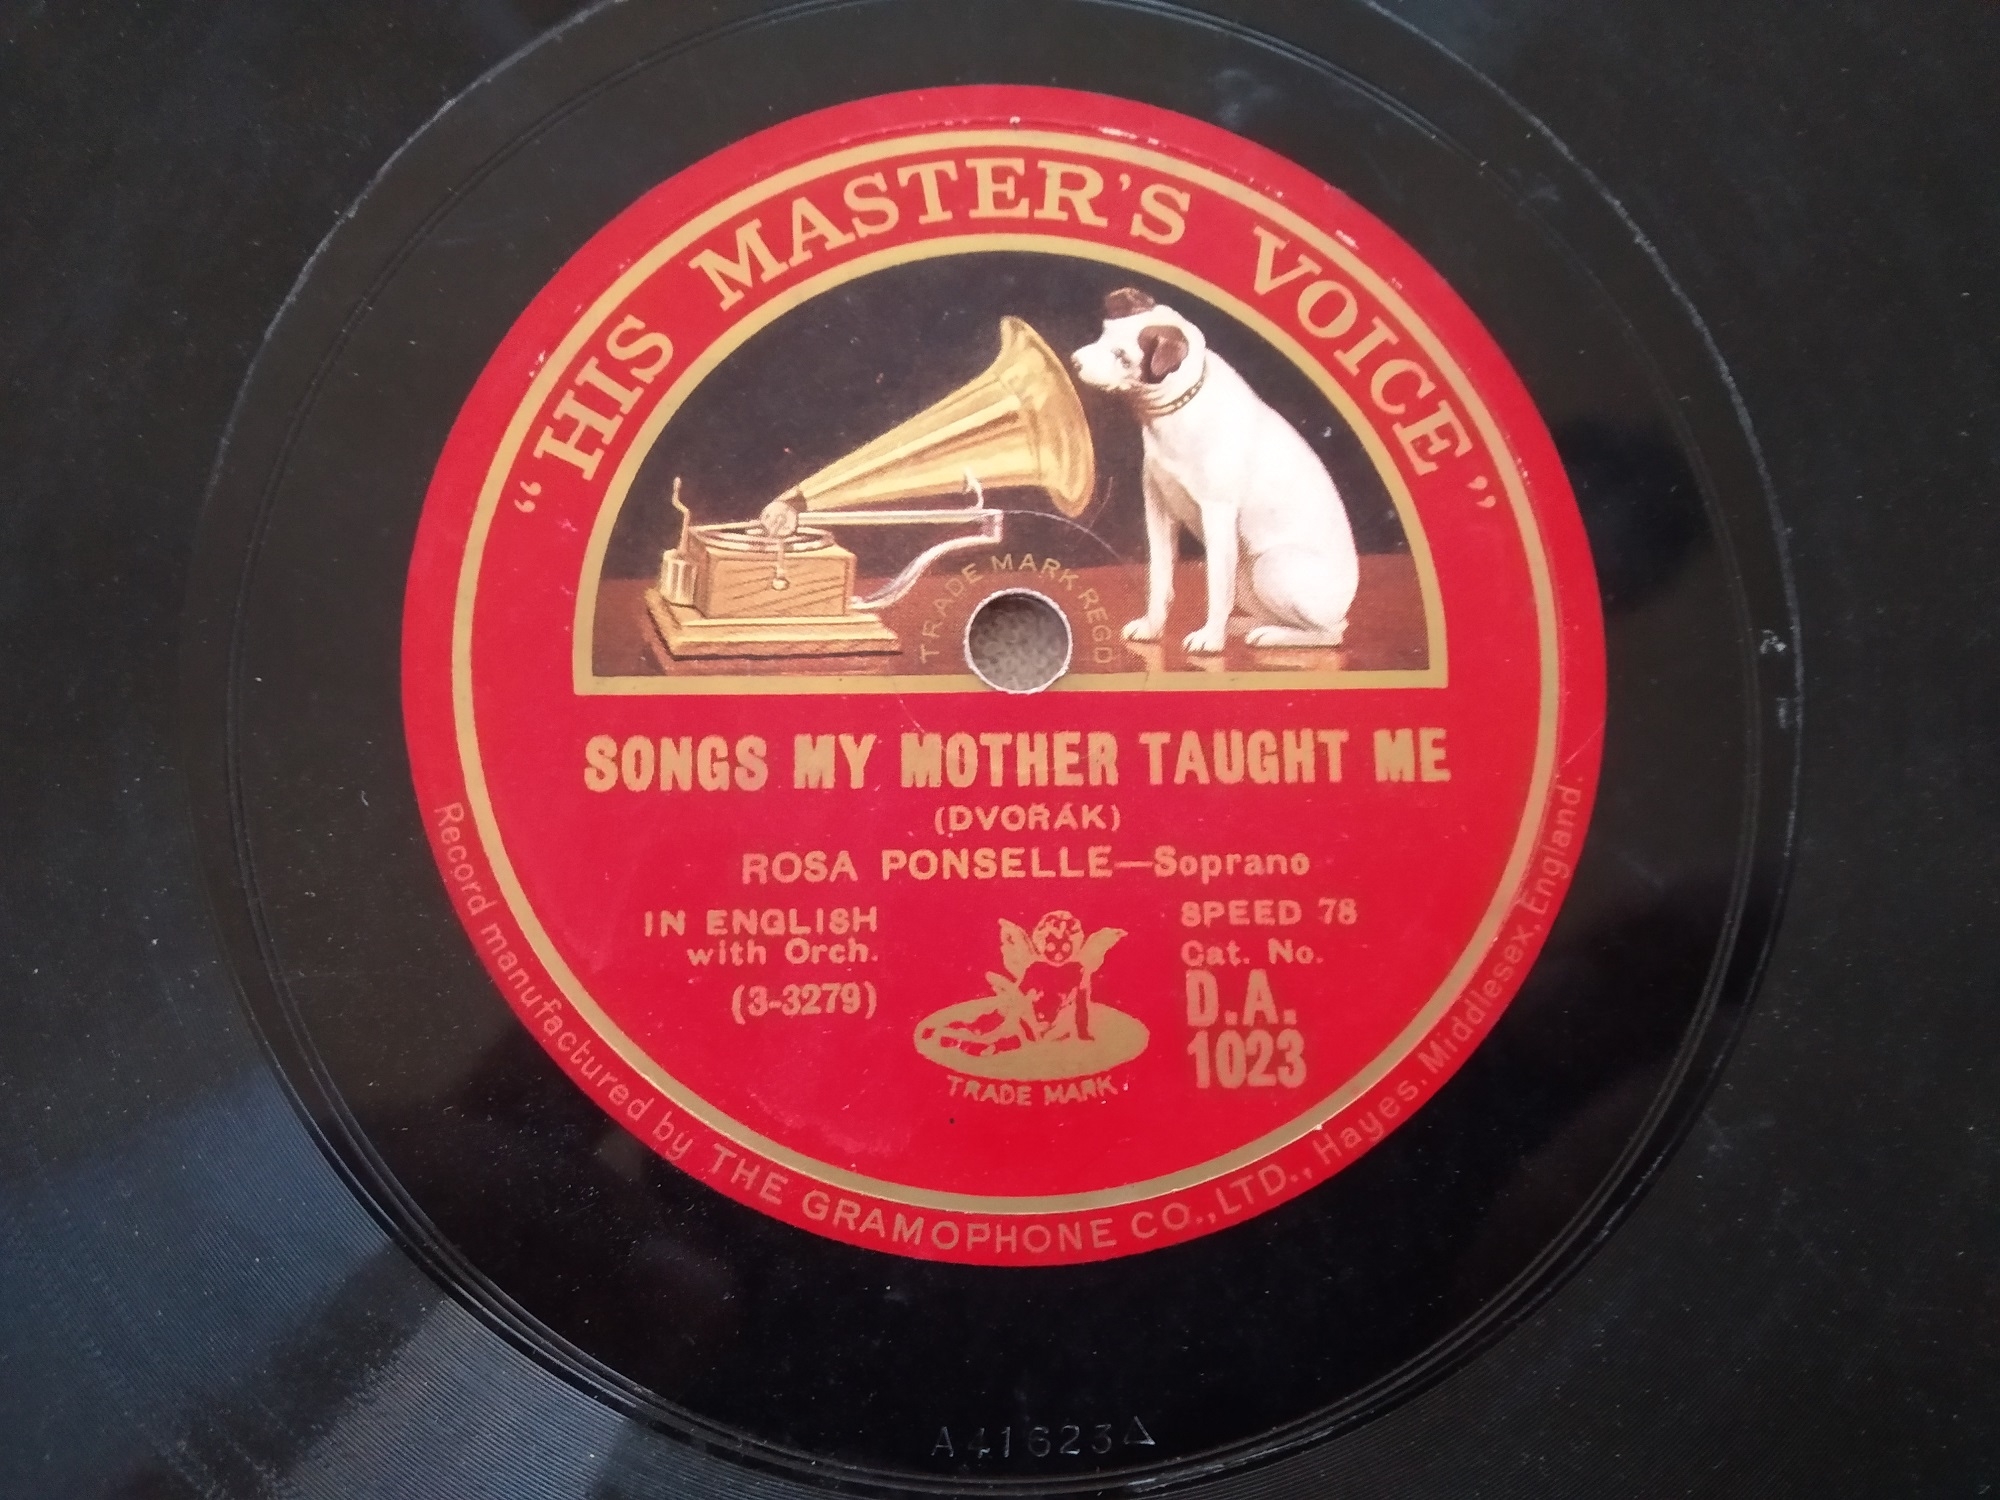 “HIS MASTER'S VOICE”
TRADE MARK REGD
SONGS MY MOTHER TAUGHT ME
(DVOŘÁK)
ROSA PONSELLE—Soprano
IN ENGLISH
with Orch.
(3-3279)
SPEED 78
Cat. No.
D.A.
1023
TRADE MARK.
Record manufactured by THE GRAMOPHONE CO., LTD., Hayes, Middlesex, England.
A41623△